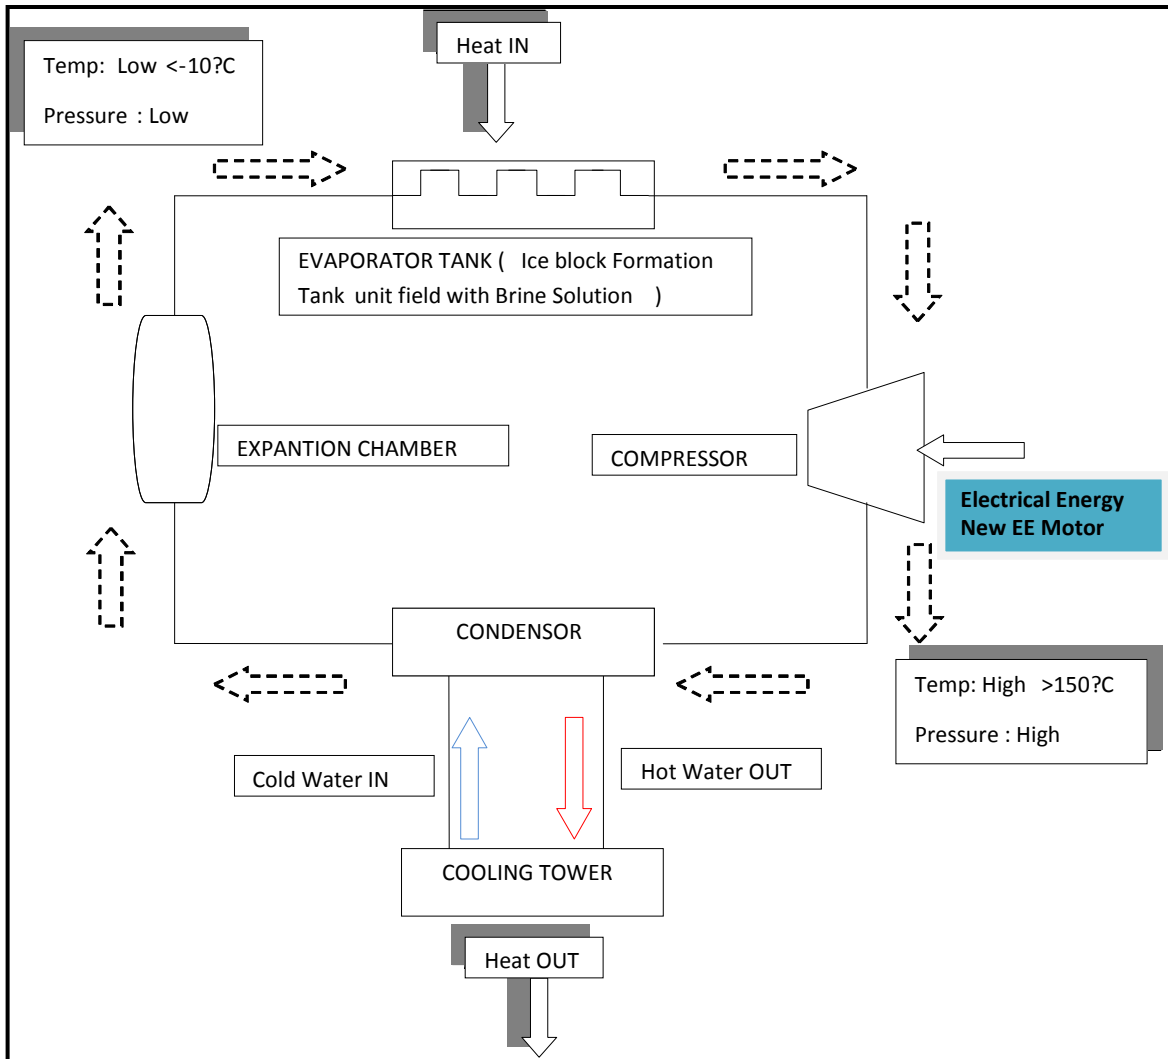 Heat IN
Temp: Low <-10?C
Pressure : Low
EVAPORATOR TANK ( Ice block Formation
Tank unit field with Brine Solution )
EXPANTION CHAMBER
COMPRESSOR
Electrical Energy
New EE Motor
CONDENSOR
Temp: High >150?C
Pressure : High
Cold Water IN
Hot Water OUT
COOLING TOWER
Heat OUT